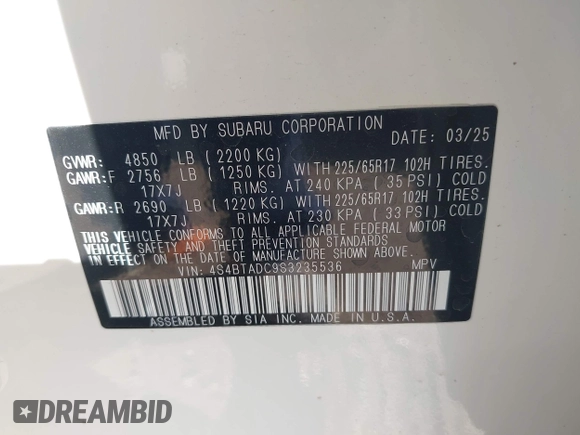 MFD BY SUBARU CORPORATION DATE: 03/25
GVWR: 4850 LB (2200 KG)
GAWR:F 2756 LB (1250 KG) WITH 225/65R17 102H TIRES.
17X7J RIMS. AT 240 KPA (35 PSI) COLD
GAWR:R 2690 LB (1220 KG) WITH 225/65R17 102H TIRES.
17X7J RIMS. AT 230 KPA (33 PSI) COLD
THIS VEHICLE CONFORMS TO ALL APPLICABLE FEDERAL MOTOR
VEHICLE SAFETY AND THEFT PREVENTION STANDARDS
IN EFFECT ON THE DATE OF MANUFACTURE SHOWN ABOVE.
VIN: 4S4BTADC9S3235536 MPV
ASSEMBLED BY SIA INC. MADE IN U.S.A.
DREAMBID